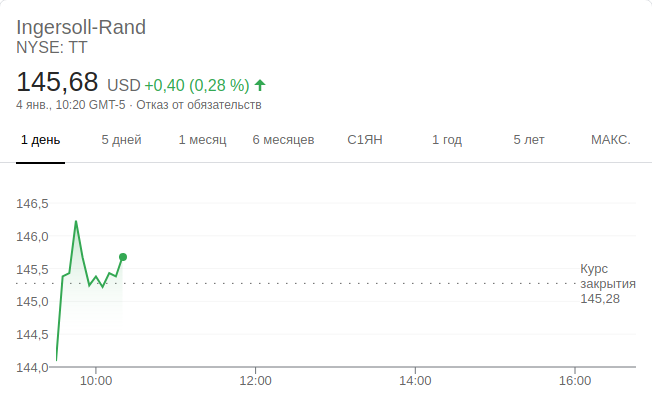 Ingersoll-Rand
NYSE: TT
145,68 USD +0,40 (0,28 %) ↑
4 янв., 10:20 GMT-5 · Отказ от обязательств
1 день 5 дней 1 месяц 6 месяцев С1ЯН 1 год 5 лет МАКС.
146,5
146,0
145,5
145,0
144,5
144,0
Курс
закрытия
145,28
10:00 12:00 14:00 16:00